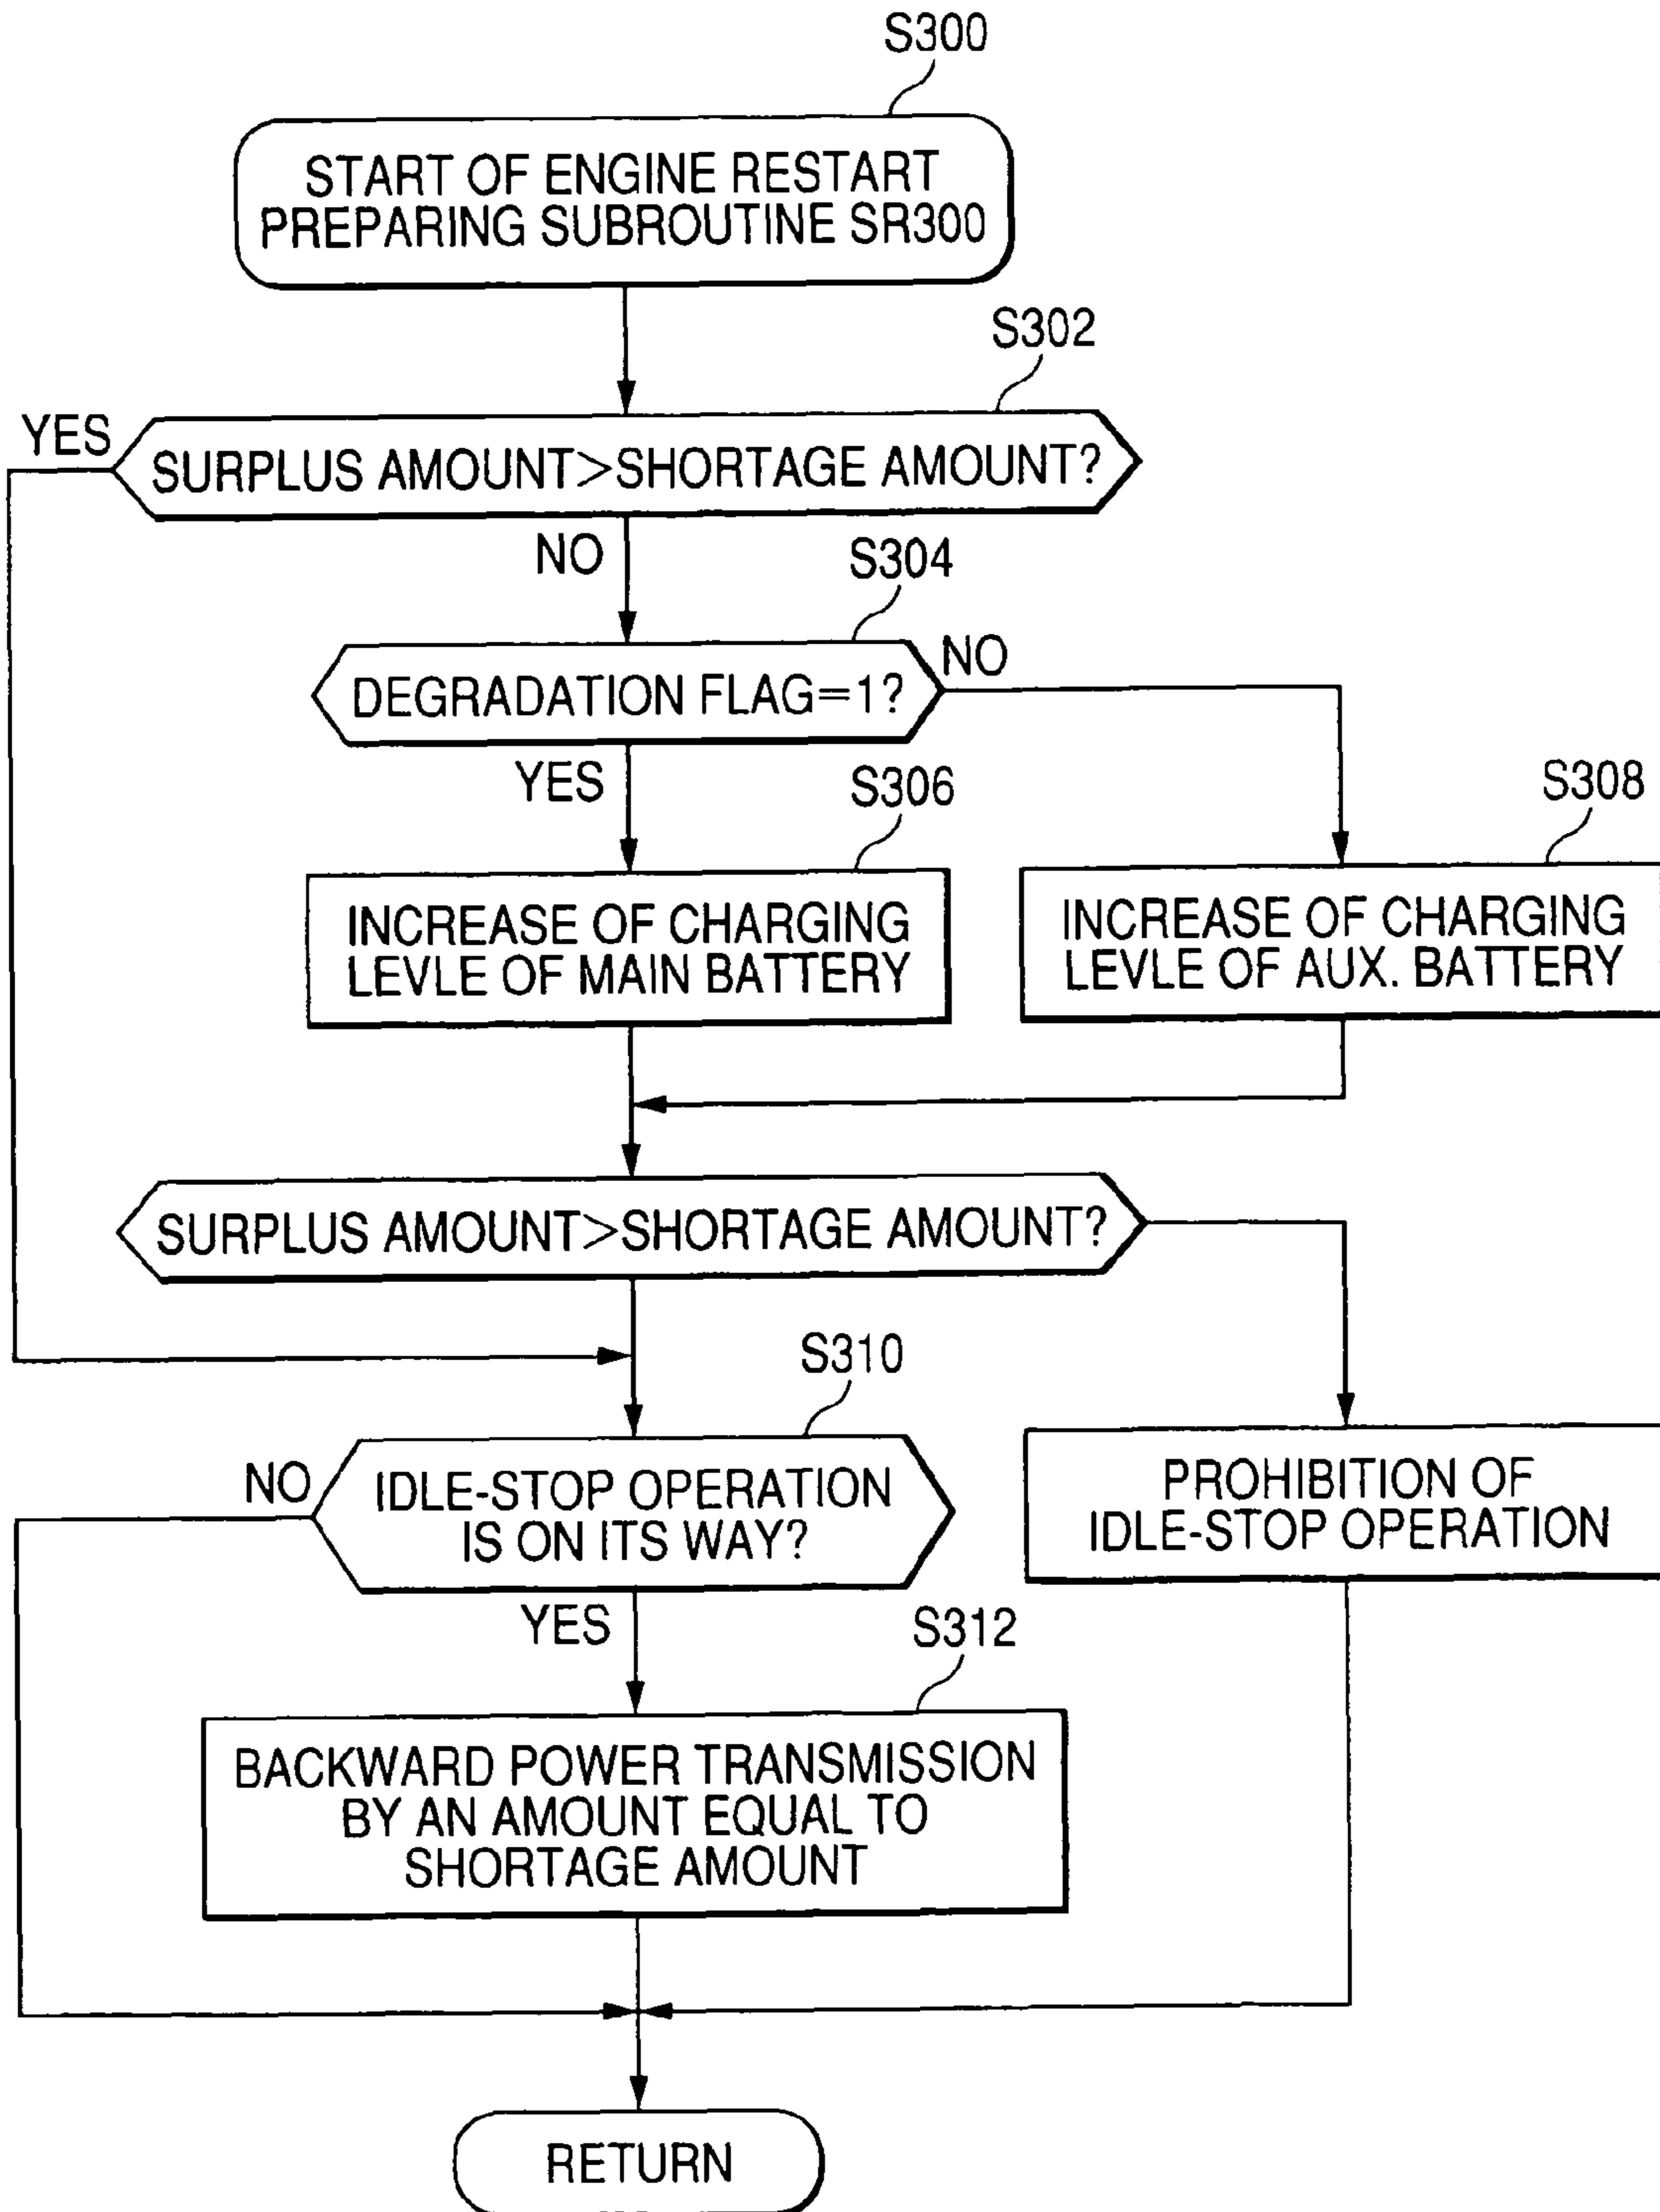 S300
START OF ENGINE RESTART
PREPARING SUBROUTINE SR300
S302
YES
SURPLUS AMOUNT>SHORTAGE AMOUNT?
NO
S304
DEGRADATION FLAG=1?
NO
YES
S306
S308
INCREASE OF CHARGING
LEVLE OF MAIN BATTERY
INCREASE OF CHARGING
LEVLE OF AUX. BATTERY
SURPLUS AMOUNT>SHORTAGE AMOUNT?
S310
NO
IDLE-STOP OPERATION
IS ON ITS WAY?
PROHIBITION OF
IDLE-STOP OPERATION
YES
S312
BACKWARD POWER TRANSMISSION
BY AN AMOUNT EQUAL TO
SHORTAGE AMOUNT
RETURN